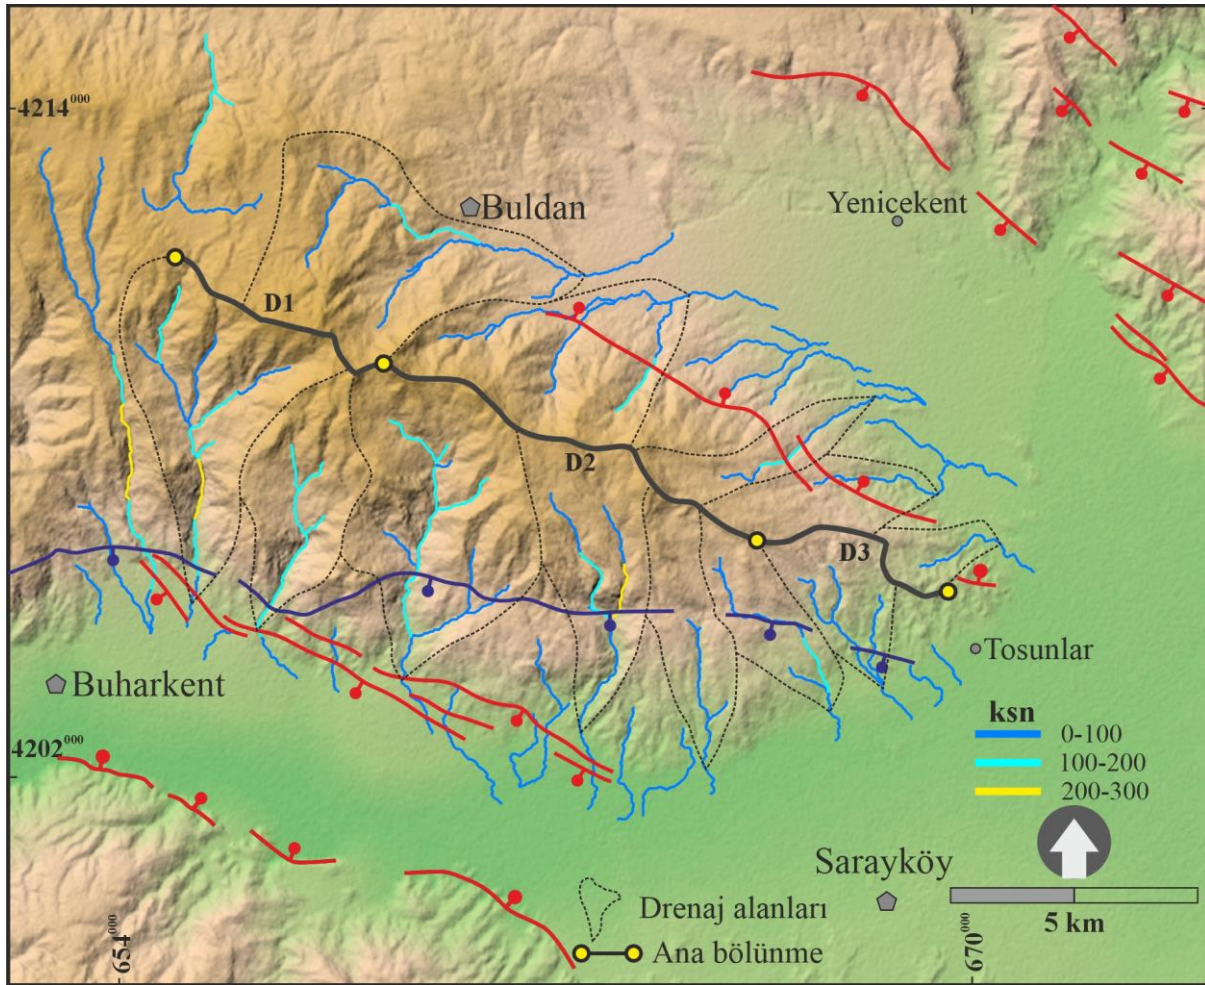 4214⁰⁰⁰
Buldan
Yenicekent
D1
D2
D3
Tosunlar
Buharkent
ksn
0-100
100-200
200-300
4202⁰⁰⁰
Sarayköy
Drenaj alanları
5 km
Ana bölünme
654⁰⁰⁰
670⁰⁰⁰